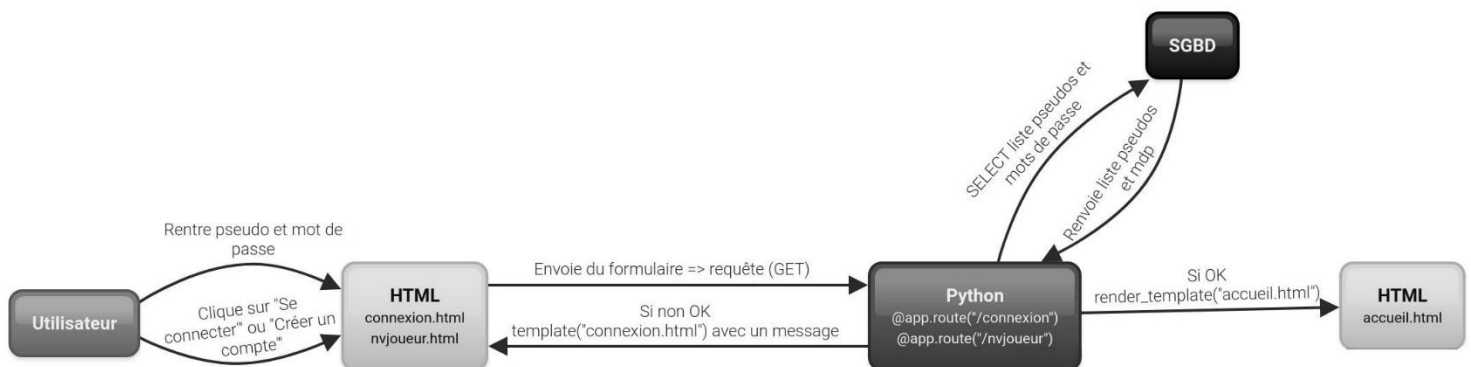 SGBD
SELECT liste pseudos et
mots de passe
Renvoie liste pseudos
et mdp
Rentre pseudo et mot de
passe
Utilisateur
Clique sur "Se
connecter" ou "Créer un
compte"
HTML
connexion.html
nvjoueur.html
Envoie du formulaire => requête (GET)
Si non OK
template("connexion.html") avec un message
Python
@app.route("/connexion")
@app.route("/nvjoueur")
Si OK
render_template("accueil.html")
HTML
accueil.html